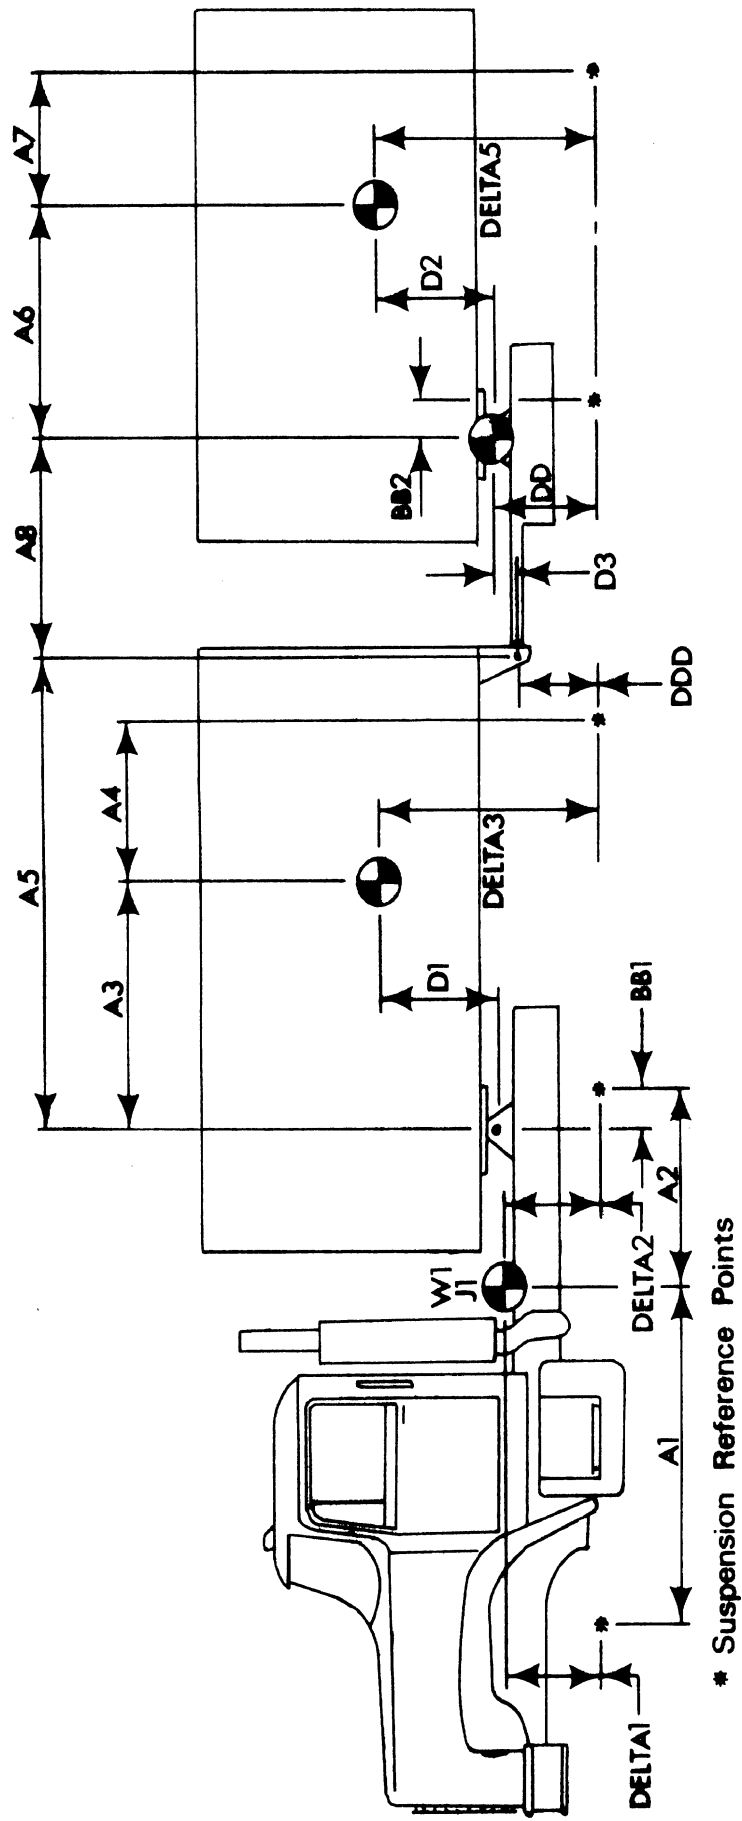 A5
A8
A6
A7
A3
A4
D1
D2
BB2
W1
J1
DELTA3
DELTA5
DD
D3
DELTA1
DELTA2
BB1
DDD
A1
A2
* Suspension Reference Points